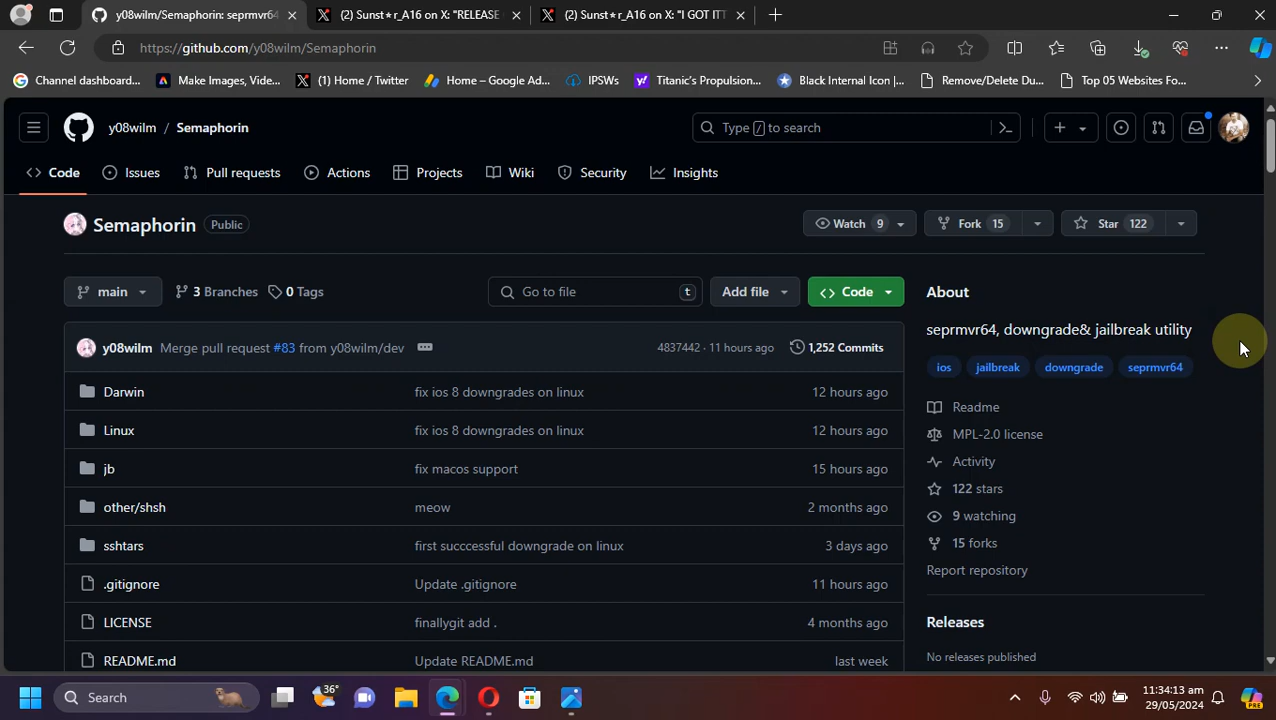 y08wilm/Semaphorin: seprmvr64
(2) Sunst★r_A16 on X: "RELEASE
(2) Sunst★r_A16 on X: "I GOT IT
https://github.com/y08wilm/Semaphorin
Channel dashboard... Make Images, Vide... (1) Home / Twitter Home – Google Ad... IPSWs Titanic's Propulsion... Black Internal Icon |... Remove/Delete Du... Top 05 Websites Fo...
y08wilm / Semaphorin Type / to search
Code Issues Pull requests Actions Projects Wiki Security Insights
Semaphorin Public Watch 9 Fork 15 Star 122
main 3 Branches 0 Tags Go to file t Add file Code
y08wilm Merge pull request #83 from y08wilm/dev 4837442 · 11 hours ago 1,252 Commits
Darwin fix ios 8 downgrades on linux 12 hours ago
Linux fix ios 8 downgrades on linux 12 hours ago
jb fix macos support 15 hours ago
other/shsh meow 2 months ago
sshtars first succcessful downgrade on linux 3 days ago
.gitignore Update .gitignore 11 hours ago
LICENSE finallygit add . 4 months ago
README.md Update README.md last week
About
seprmvr64, downgrade& jailbreak utility
ios jailbreak downgrade seprmvr64
Readme
MPL-2.0 license
Activity
122 stars
9 watching
15 forks
Report repository
Releases
No releases published
Search 36° 11:34:13 am
29/05/2024
PRE